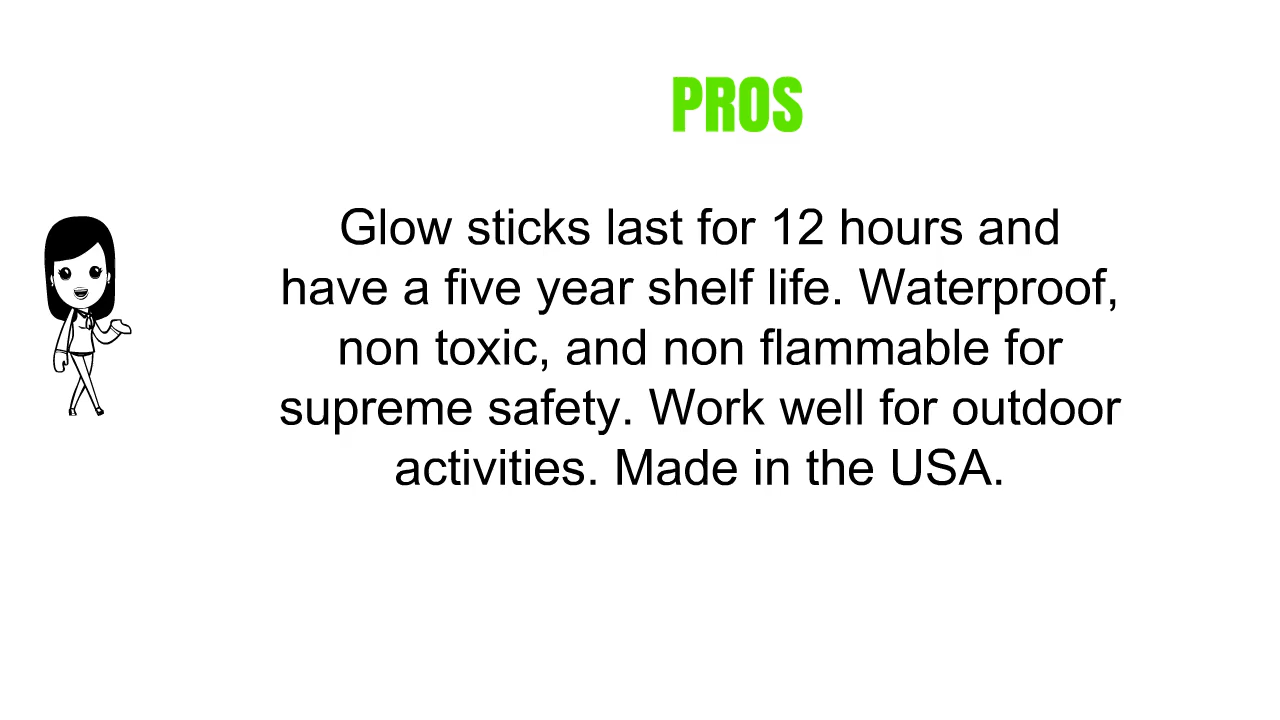 PROS
Glow sticks last for 12 hours and
have a five year shelf life. Waterproof,
non toxic, and non flammable for
supreme safety. Work well for outdoor
activities. Made in the USA.